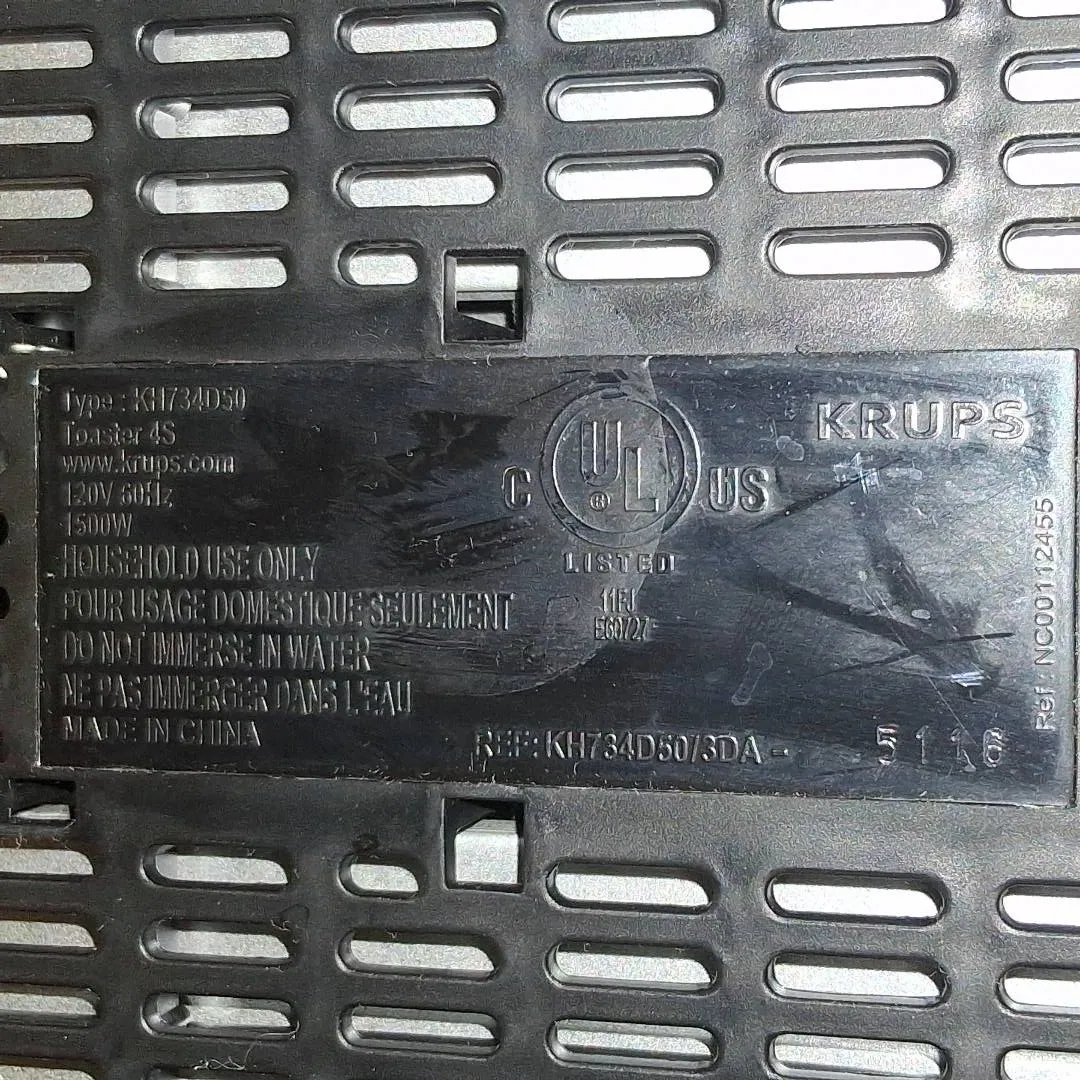 Type : KH734D50
Toaster 4S
www.krups.com
120V 60Hz
1500W
HOUSEHOLD USE ONLY
POUR USAGE DOMESTIQUE SEULEMENT
DO NOT IMMERSE IN WATER
NE PAS IMMERGER DANS L'EAU
MADE IN CHINA
C UL® US
LISTED
11FJ
E60727
KRUPS
REF: KH734D50/3DA - 5116
Ref : NC00112455